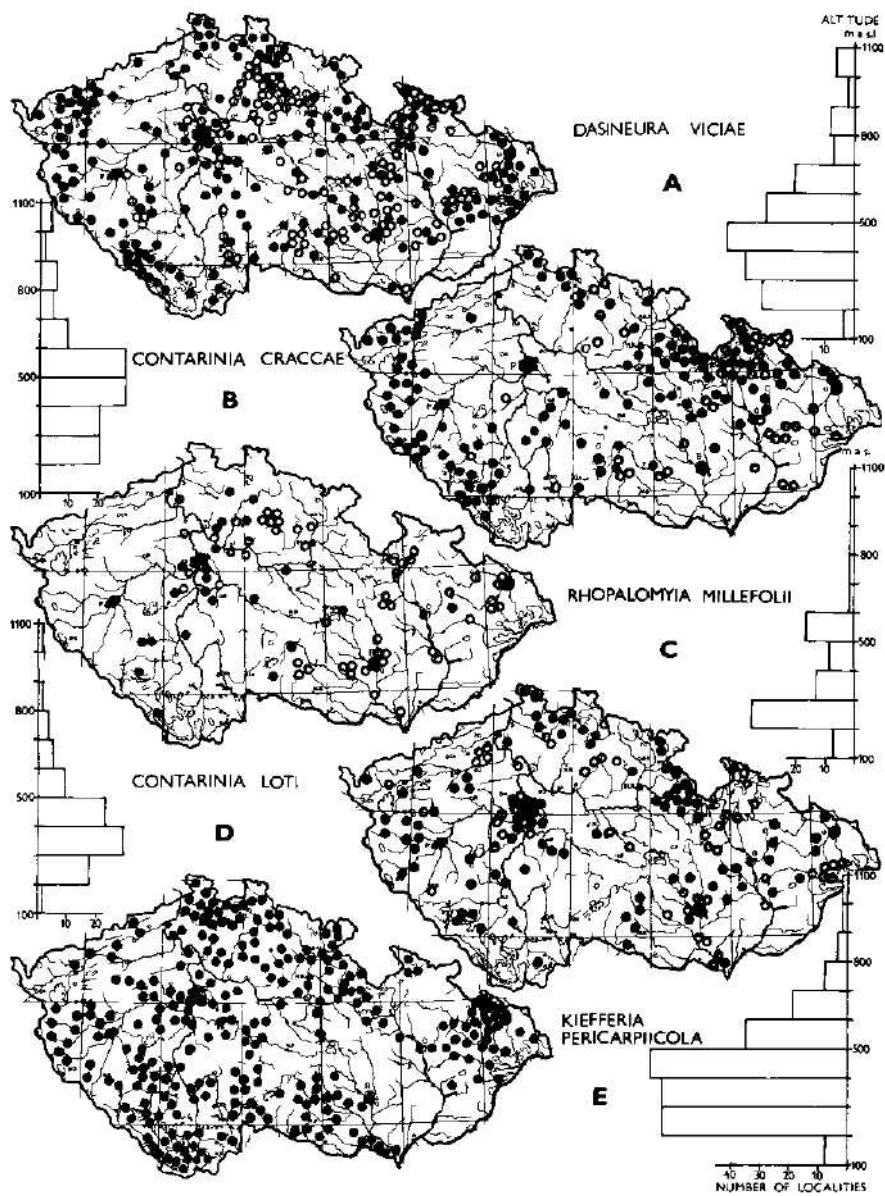 ALTITUDE
m a sl
1100
DASINEURA VICIAE
800
A
1100
500
800
100
10
CONTARINIA CRACCAE
500
B
m a s
1100
100
10
20
800
RHOPALOMYIA MILLEFOLII
500
C
1100
800
100
20
10
CONTARINIA LOTI
500
D
1100
100
10
20
800
KIEFFERIA
PERICARPIICOLA
500
E
100
40 30 20 10
NUMBER OF LOCALITIES